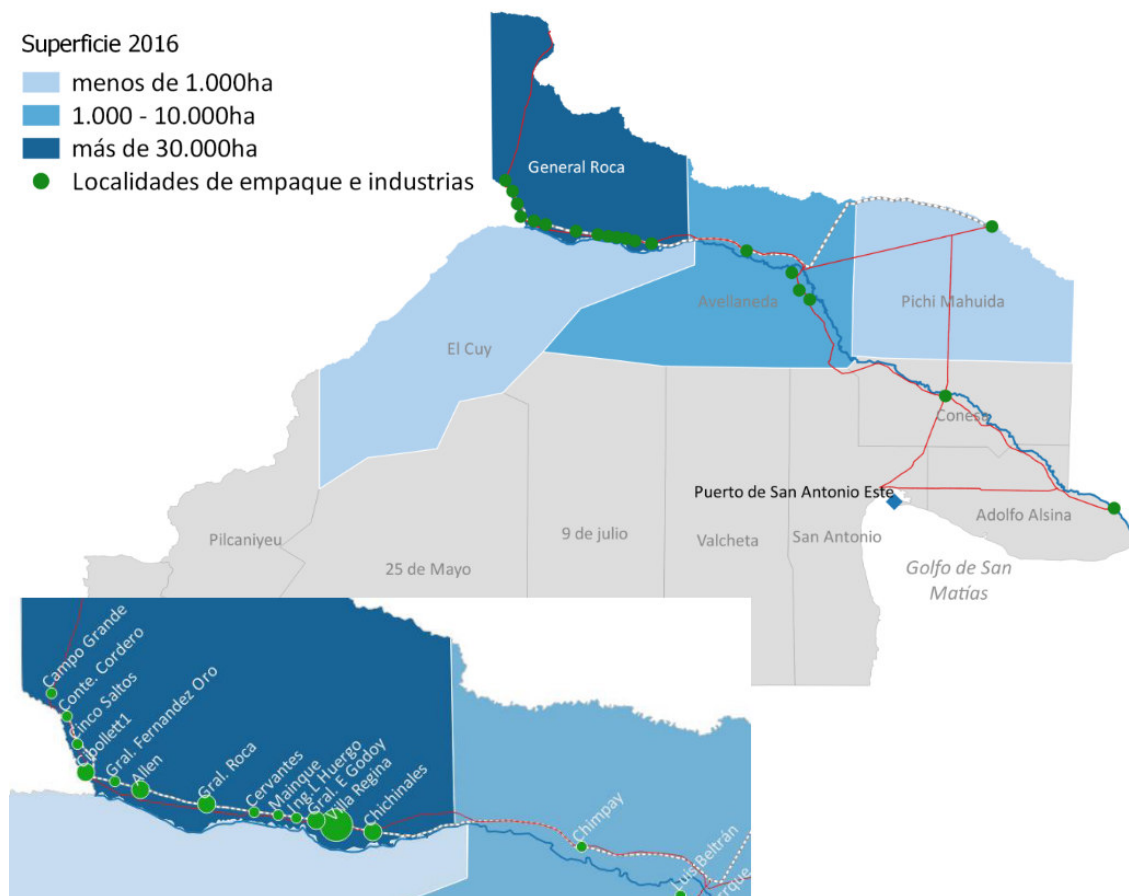 Superficie 2016
menos de 1.000ha
1.000 - 10.000ha
más de 30.000ha
Localidades de empaque e industrias
General Roca
Avellaneda
Pichi Mahuida
El Cuy
Conesa
Puerto de San Antonio Este
Adolfo Alsina
Pilcaniyeu
9 de julio
Valcheta
San Antonio
25 de Mayo
Golfo de San
Matías
Campo Grande
Conte. Cordero
Cinco Saltos
Cibollett1
Gral. Fernandez Oro
Allen
Gral. Roca
Cervantes
Mainque
Ing. L Huergo
Gral. E Godoy
Villa Regina
Chichinales
Chimpay
Luis Beltrán